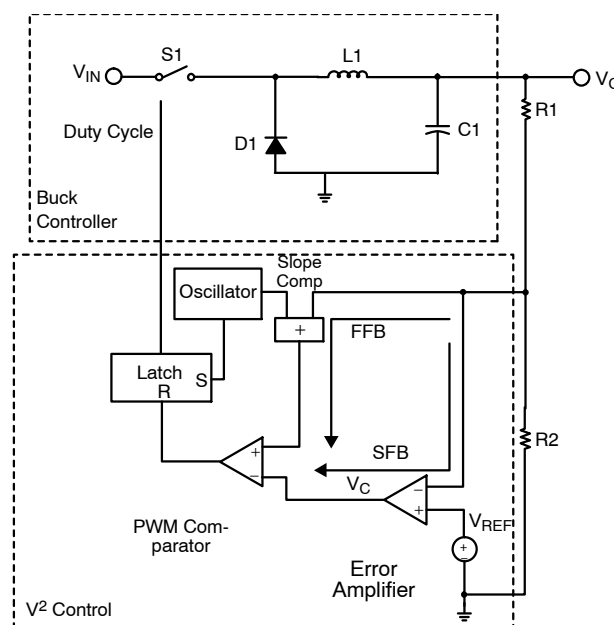 S1
L1
V_IN
V_O
R1
Duty Cycle
C1
D1
Buck
Controller
Slope
Comp
Oscillator
+
FFB
Latch
S
R
R2
+
SFB
−
V_C
−
+
V_REF
PWM Com-
parator
+
−
Error
Amplifier
V² Control